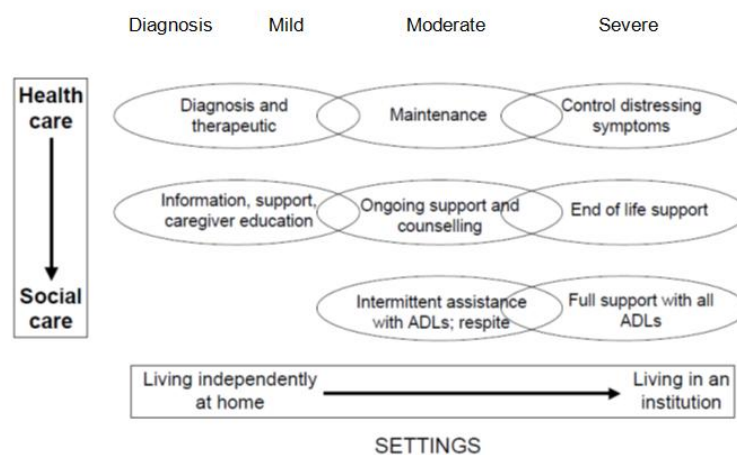 Diagnosis Mild Moderate Severe
Health
care
Diagnosis and
therapeutic
Maintenance
Control distressing
symptoms
Information, support,
caregiver education
Ongoing support and
counselling
End of life support
Social
care
Intermittent assistance
with ADLs; respite
Full support with all
ADLs
Living independently
at home
Living in an
institution
SETTINGS